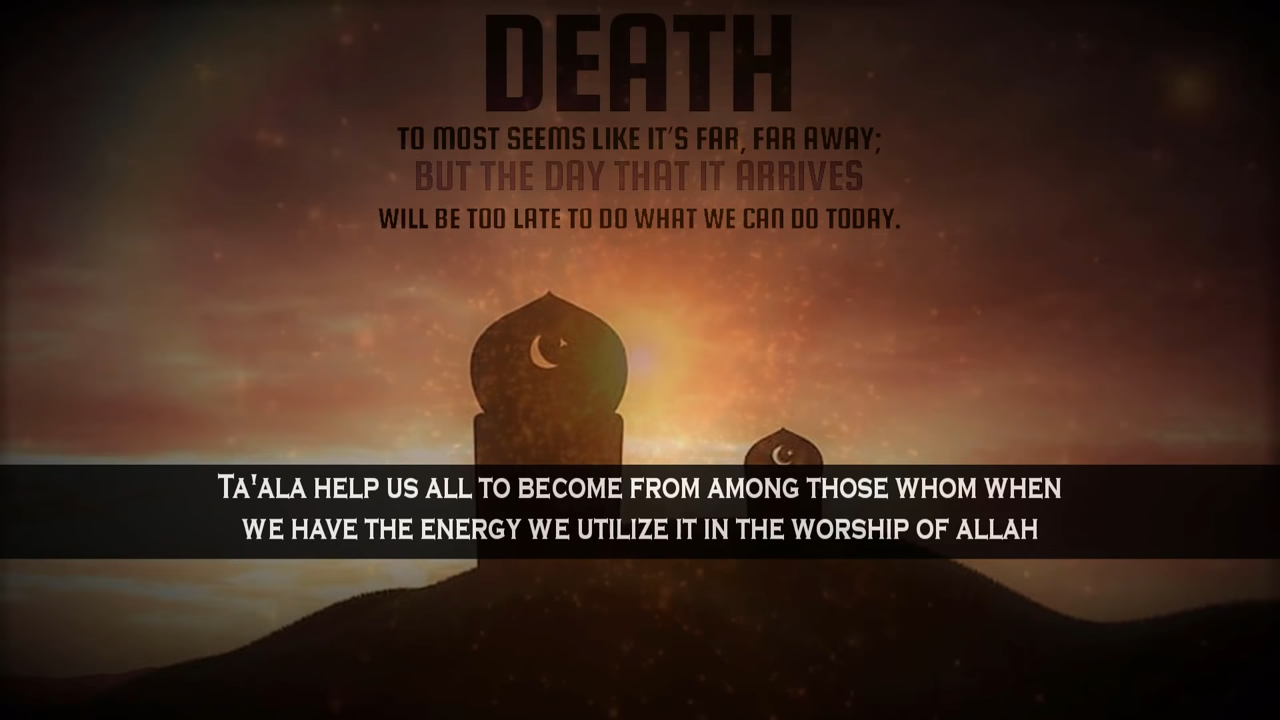 DEATH
TO MOST SEEMS LIKE IT'S FAR, FAR AWAY;
BUT THE DAY THAT IT ARRIVES
WILL BE TOO LATE TO DO WHAT WE CAN DO TODAY.
TA'ALA HELP US ALL TO BECOME FROM AMONG THOSE WHOM WHEN
WE HAVE THE ENERGY WE UTILIZE IT IN THE WORSHIP OF ALLAH